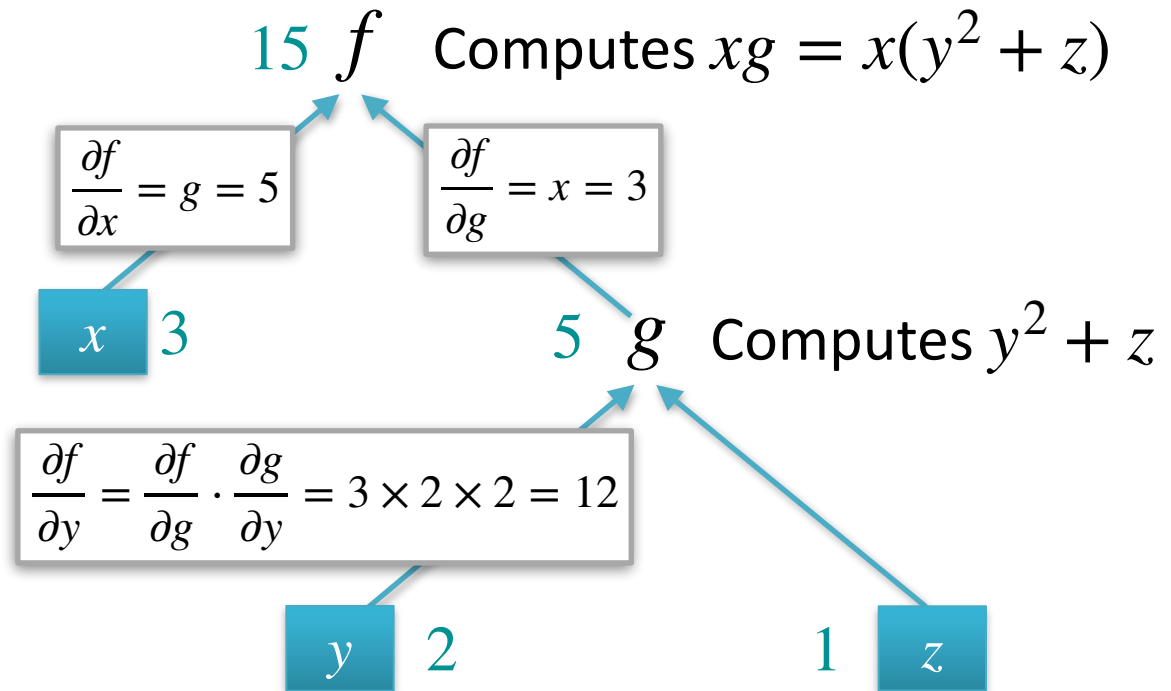 15 f Computes xg = x(y² + z)
∂f/∂x = g = 5
∂f/∂g = x = 3
x 3
5 g Computes y² + z
∂f/∂y = ∂f/∂g · ∂g/∂y = 3 × 2 × 2 = 12
y 2
1 z